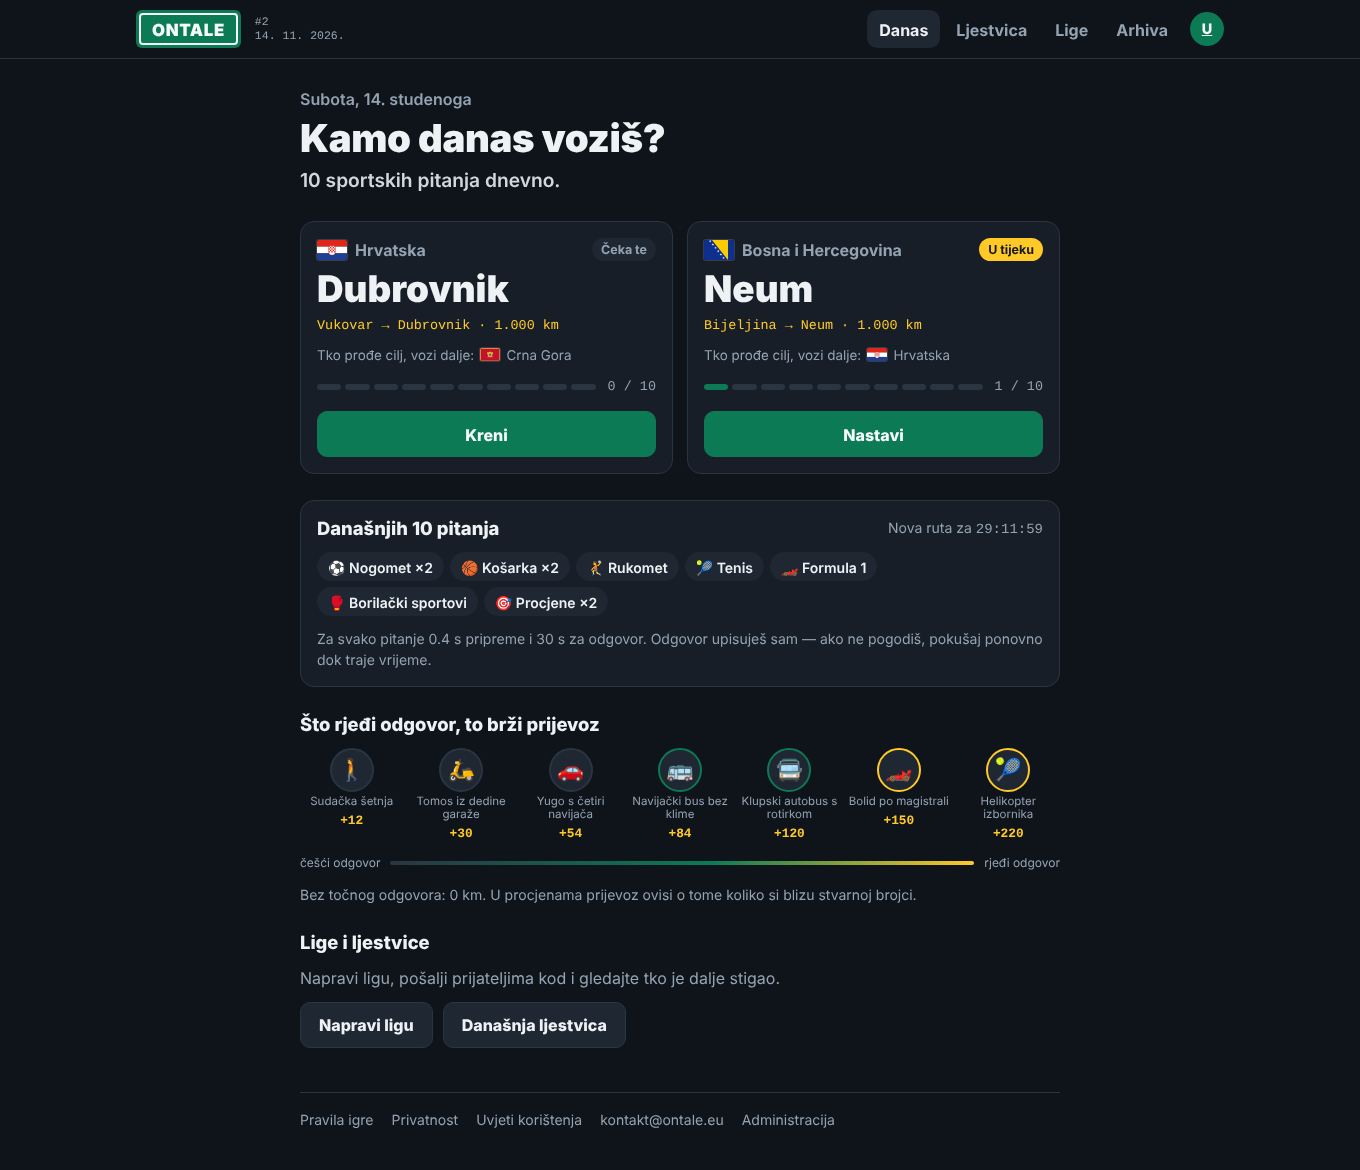 ONTALE
#2
14. 11. 2026.
Danas
Ljestvica
Lige
Arhiva
U
Subota, 14. studenoga
Kamo danas voziš?
10 sportskih pitanja dnevno.
Hrvatska
Čeka te
Dubrovnik
Vukovar → Dubrovnik · 1.000 km
Tko prođe cilj, vozi dalje: Crna Gora
0 / 10
Kreni
Bosna i Hercegovina
U tijeku
Neum
Bijeljina → Neum · 1.000 km
Tko prođe cilj, vozi dalje: Hrvatska
1 / 10
Nastavi
Današnjih 10 pitanja
Nova ruta za 29:11:59
Nogomet ×2
Košarka ×2
Rukomet
Tenis
Formula 1
Borilački sportovi
Procjene ×2
Za svako pitanje 0.4 s pripreme i 30 s za odgovor. Odgovor upisuješ sam — ako ne pogodiš, pokušaj ponovno
dok traje vrijeme.
Što rjeđi odgovor, to brži prijevoz
Sudačka šetnja
+12
Tomos iz dedine
garaže
+30
Yugo s četiri
navijača
+54
Navijački bus bez
klime
+84
Klupski autobus s
rotirkom
+120
Bolid po magistrali
+150
Helikopter
izbornika
+220
češći odgovor
rjeđi odgovor
Bez točnog odgovora: 0 km. U procjenama prijevoz ovisi o tome koliko si blizu stvarnoj brojci.
Lige i ljestvice
Napravi ligu, pošalji prijateljima kod i gledajte tko je dalje stigao.
Napravi ligu
Današnja ljestvica
Pravila igre
Privatnost
Uvjeti korištenja
kontakt@ontale.eu
Administracija